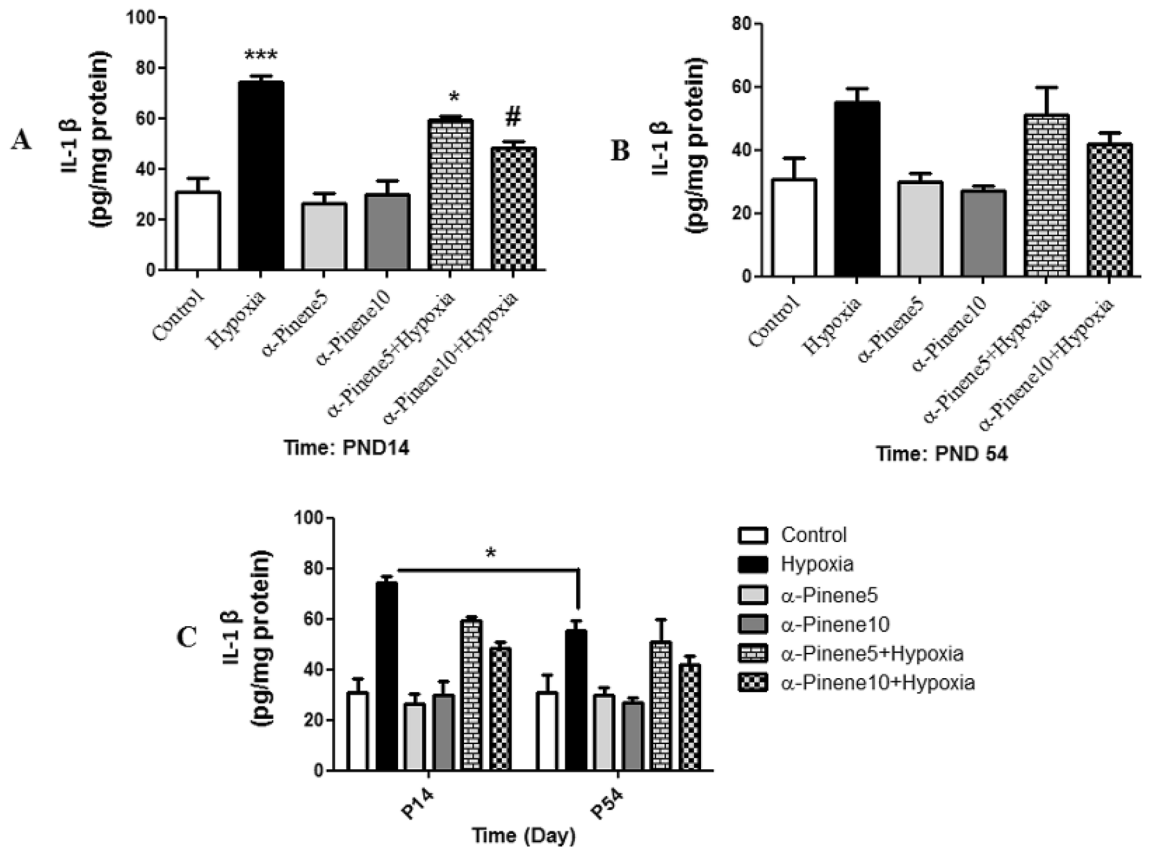 A
IL-1 β
(pg/mg protein)
100
80
60
40
20
0
***
*
#
Control
Hypoxia
α-Pinene5
α-Pinene10
α-Pinene5+Hypoxia
α-Pinene10+Hypoxia
Time: PND14
B
IL-1 β
(pg/mg protein)
80
60
40
20
0
Control
Hypoxia
α-Pinene5
α-Pinene10
α-Pinene5+Hypoxia
α-Pinene10+Hypoxia
Time: PND 54
C
IL-1 β
(pg/mg protein)
100
80
60
40
20
0
*
P14
P54
Time (Day)
Control
Hypoxia
α-Pinene5
α-Pinene10
α-Pinene5+Hypoxia
α-Pinene10+Hypoxia